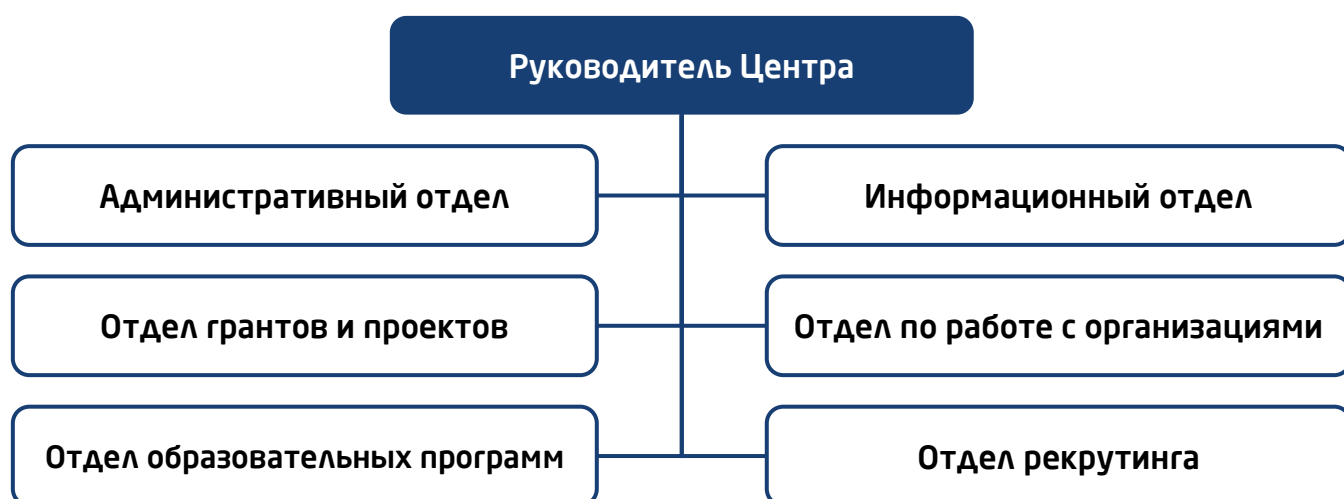 Руководитель Центра
Административный отдел
Информационный отдел
Отдел грантов и проектов
Отдел по работе с организациями
Отдел образовательных программ
Отдел рекрутинга